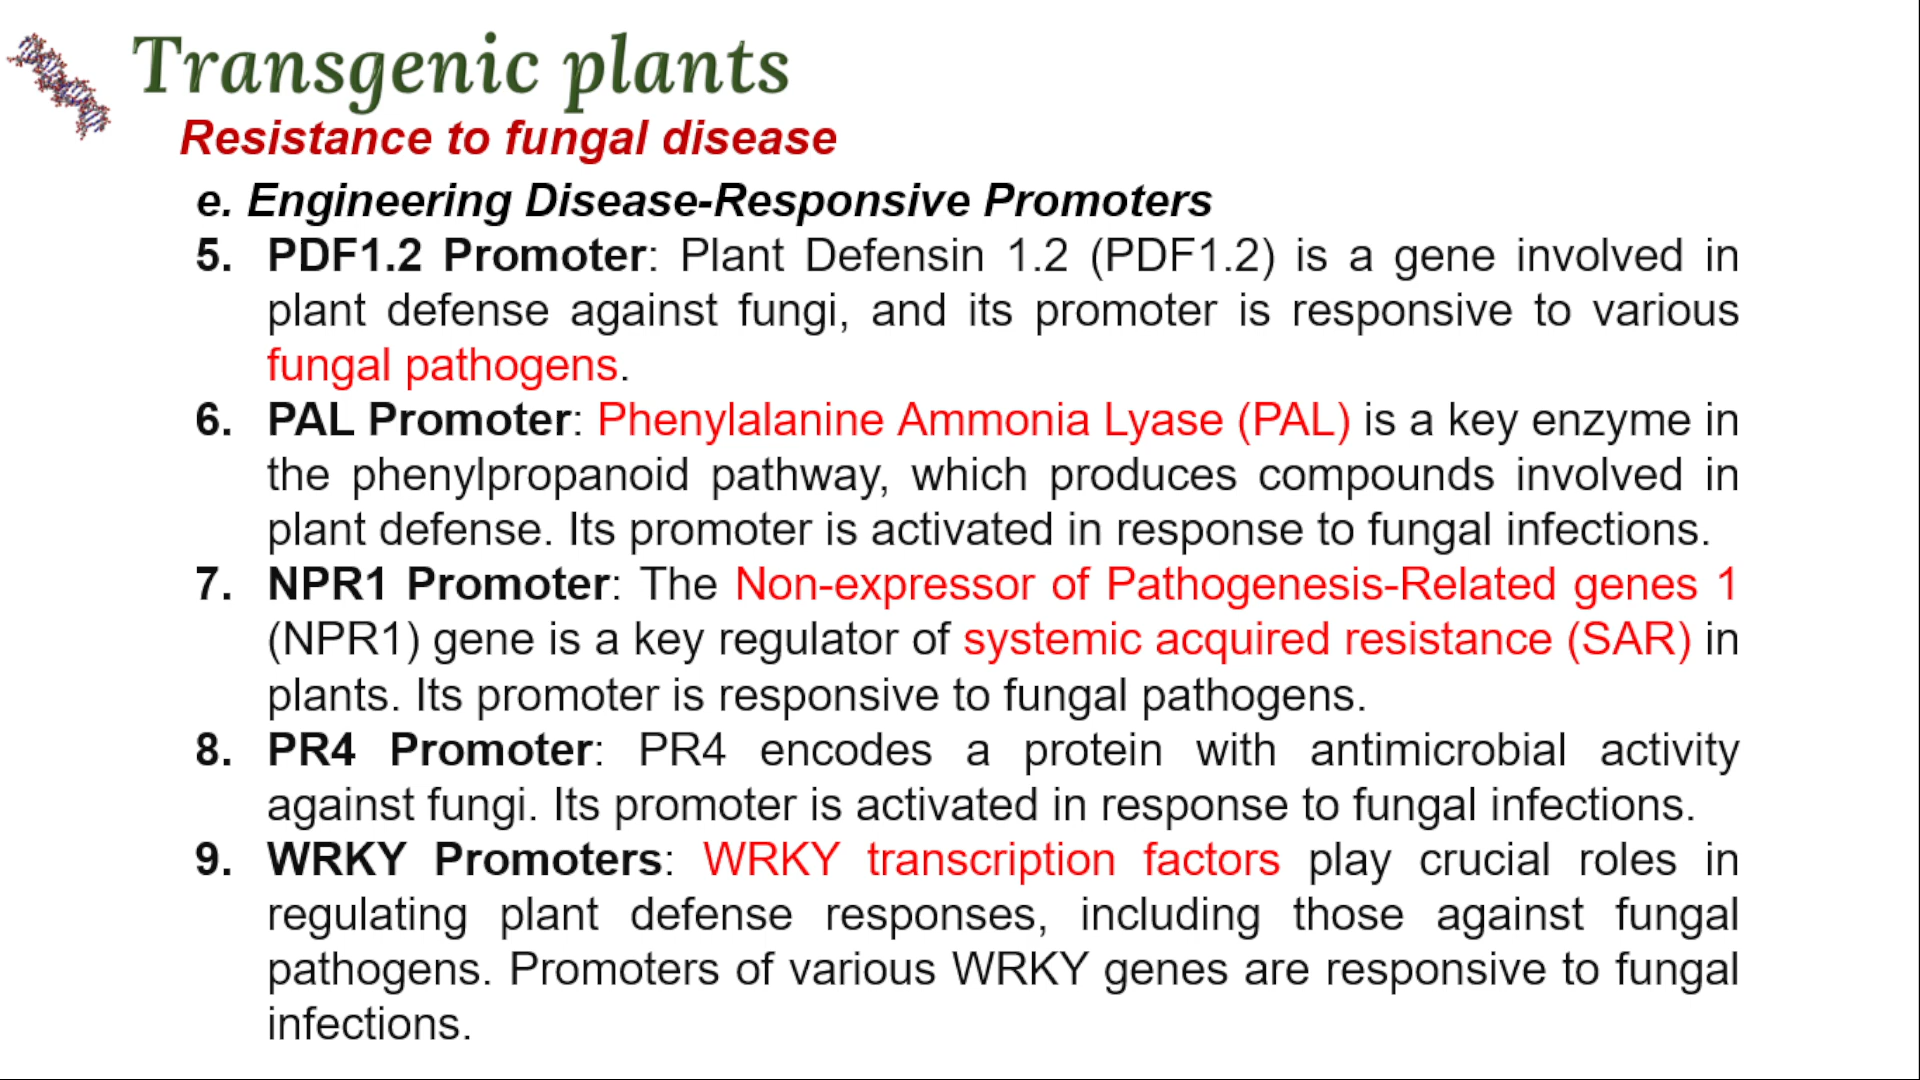 Transgenic plants
Resistance to fungal disease
e. Engineering Disease-Responsive Promoters
5. PDF1.2 Promoter: Plant Defensin 1.2 (PDF1.2) is a gene involved in
plant defense against fungi, and its promoter is responsive to various
fungal pathogens.
6. PAL Promoter: Phenylalanine Ammonia Lyase (PAL) is a key enzyme in
the phenylpropanoid pathway, which produces compounds involved in
plant defense. Its promoter is activated in response to fungal infections.
7. NPR1 Promoter: The Non-expressor of Pathogenesis-Related genes 1
(NPR1) gene is a key regulator of systemic acquired resistance (SAR) in
plants. Its promoter is responsive to fungal pathogens.
8. PR4 Promoter: PR4 encodes a protein with antimicrobial activity
against fungi. Its promoter is activated in response to fungal infections.
9. WRKY Promoters: WRKY transcription factors play crucial roles in
regulating plant defense responses, including those against fungal
pathogens. Promoters of various WRKY genes are responsive to fungal
infections.